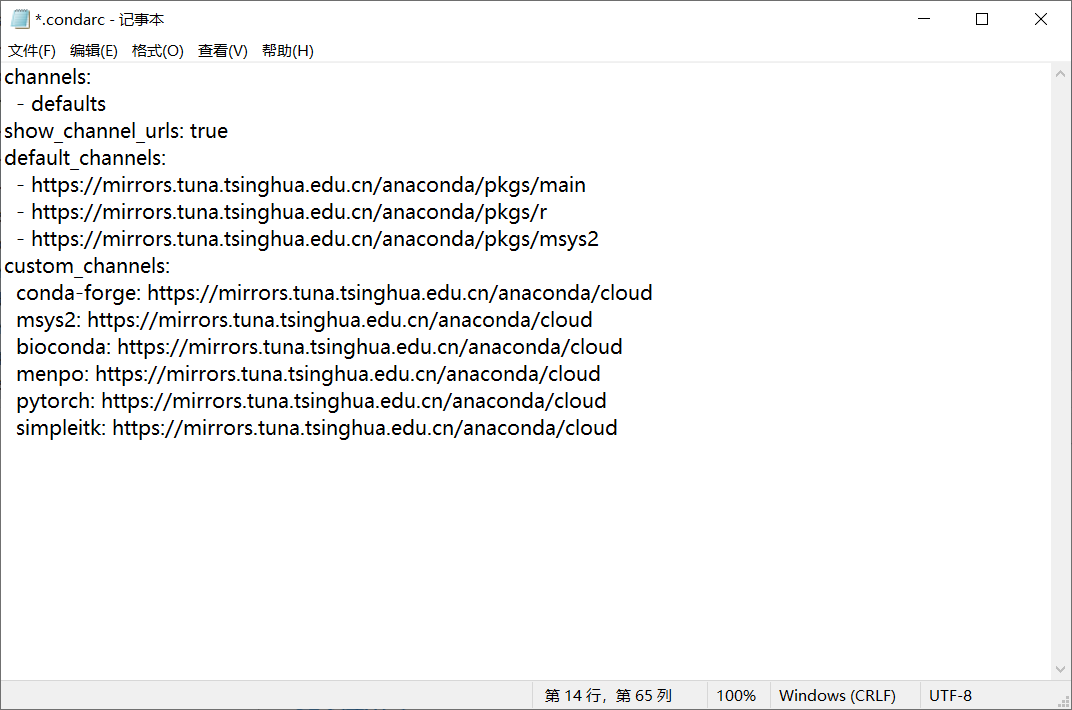 *.condarc - 记事本
文件(F) 编辑(E) 格式(O) 查看(V) 帮助(H)
channels:
  - defaults
show_channel_urls: true
default_channels:
  - https://mirrors.tuna.tsinghua.edu.cn/anaconda/pkgs/main
  - https://mirrors.tuna.tsinghua.edu.cn/anaconda/pkgs/r
  - https://mirrors.tuna.tsinghua.edu.cn/anaconda/pkgs/msys2
custom_channels:
  conda-forge: https://mirrors.tuna.tsinghua.edu.cn/anaconda/cloud
  msys2: https://mirrors.tuna.tsinghua.edu.cn/anaconda/cloud
  bioconda: https://mirrors.tuna.tsinghua.edu.cn/anaconda/cloud
  menpo: https://mirrors.tuna.tsinghua.edu.cn/anaconda/cloud
  pytorch: https://mirrors.tuna.tsinghua.edu.cn/anaconda/cloud
  simpleitk: https://mirrors.tuna.tsinghua.edu.cn/anaconda/cloud
第 14 行，第 65 列 100% Windows (CRLF) UTF-8